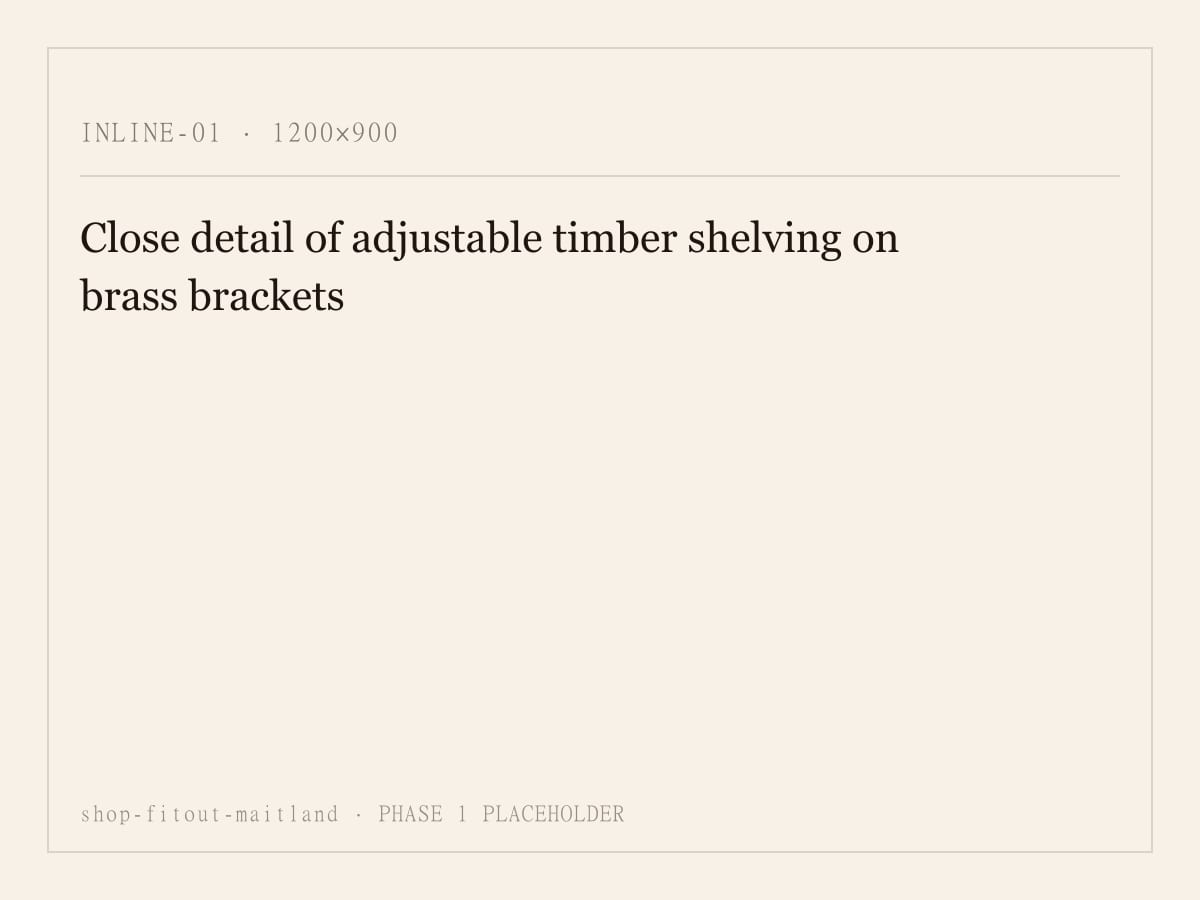 INLINE-01 · 1200×900
Close detail of adjustable timber shelving on
brass brackets
shop-fitout-maitland · PHASE 1 PLACEHOLDER